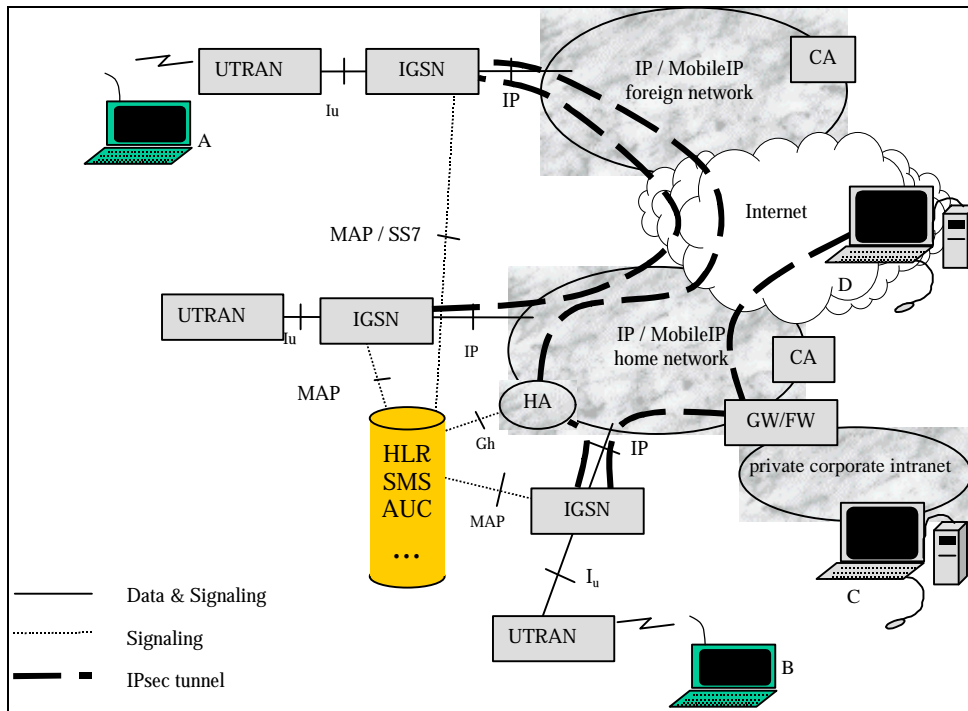 UTRAN
IGSN
IP / MobileIP
foreign network
CA
Iu
IP
A
Internet
MAP / SS7
D
UTRAN
IGSN
Iu
IP
IP / MobileIP
home network
CA
MAP
HA
GW/FW
Gh
IP
HLR
SMS
AUC
...
private corporate intranet
MAP
IGSN
Iu
C
Data & Signaling
Signaling
UTRAN
B
IPsec tunnel